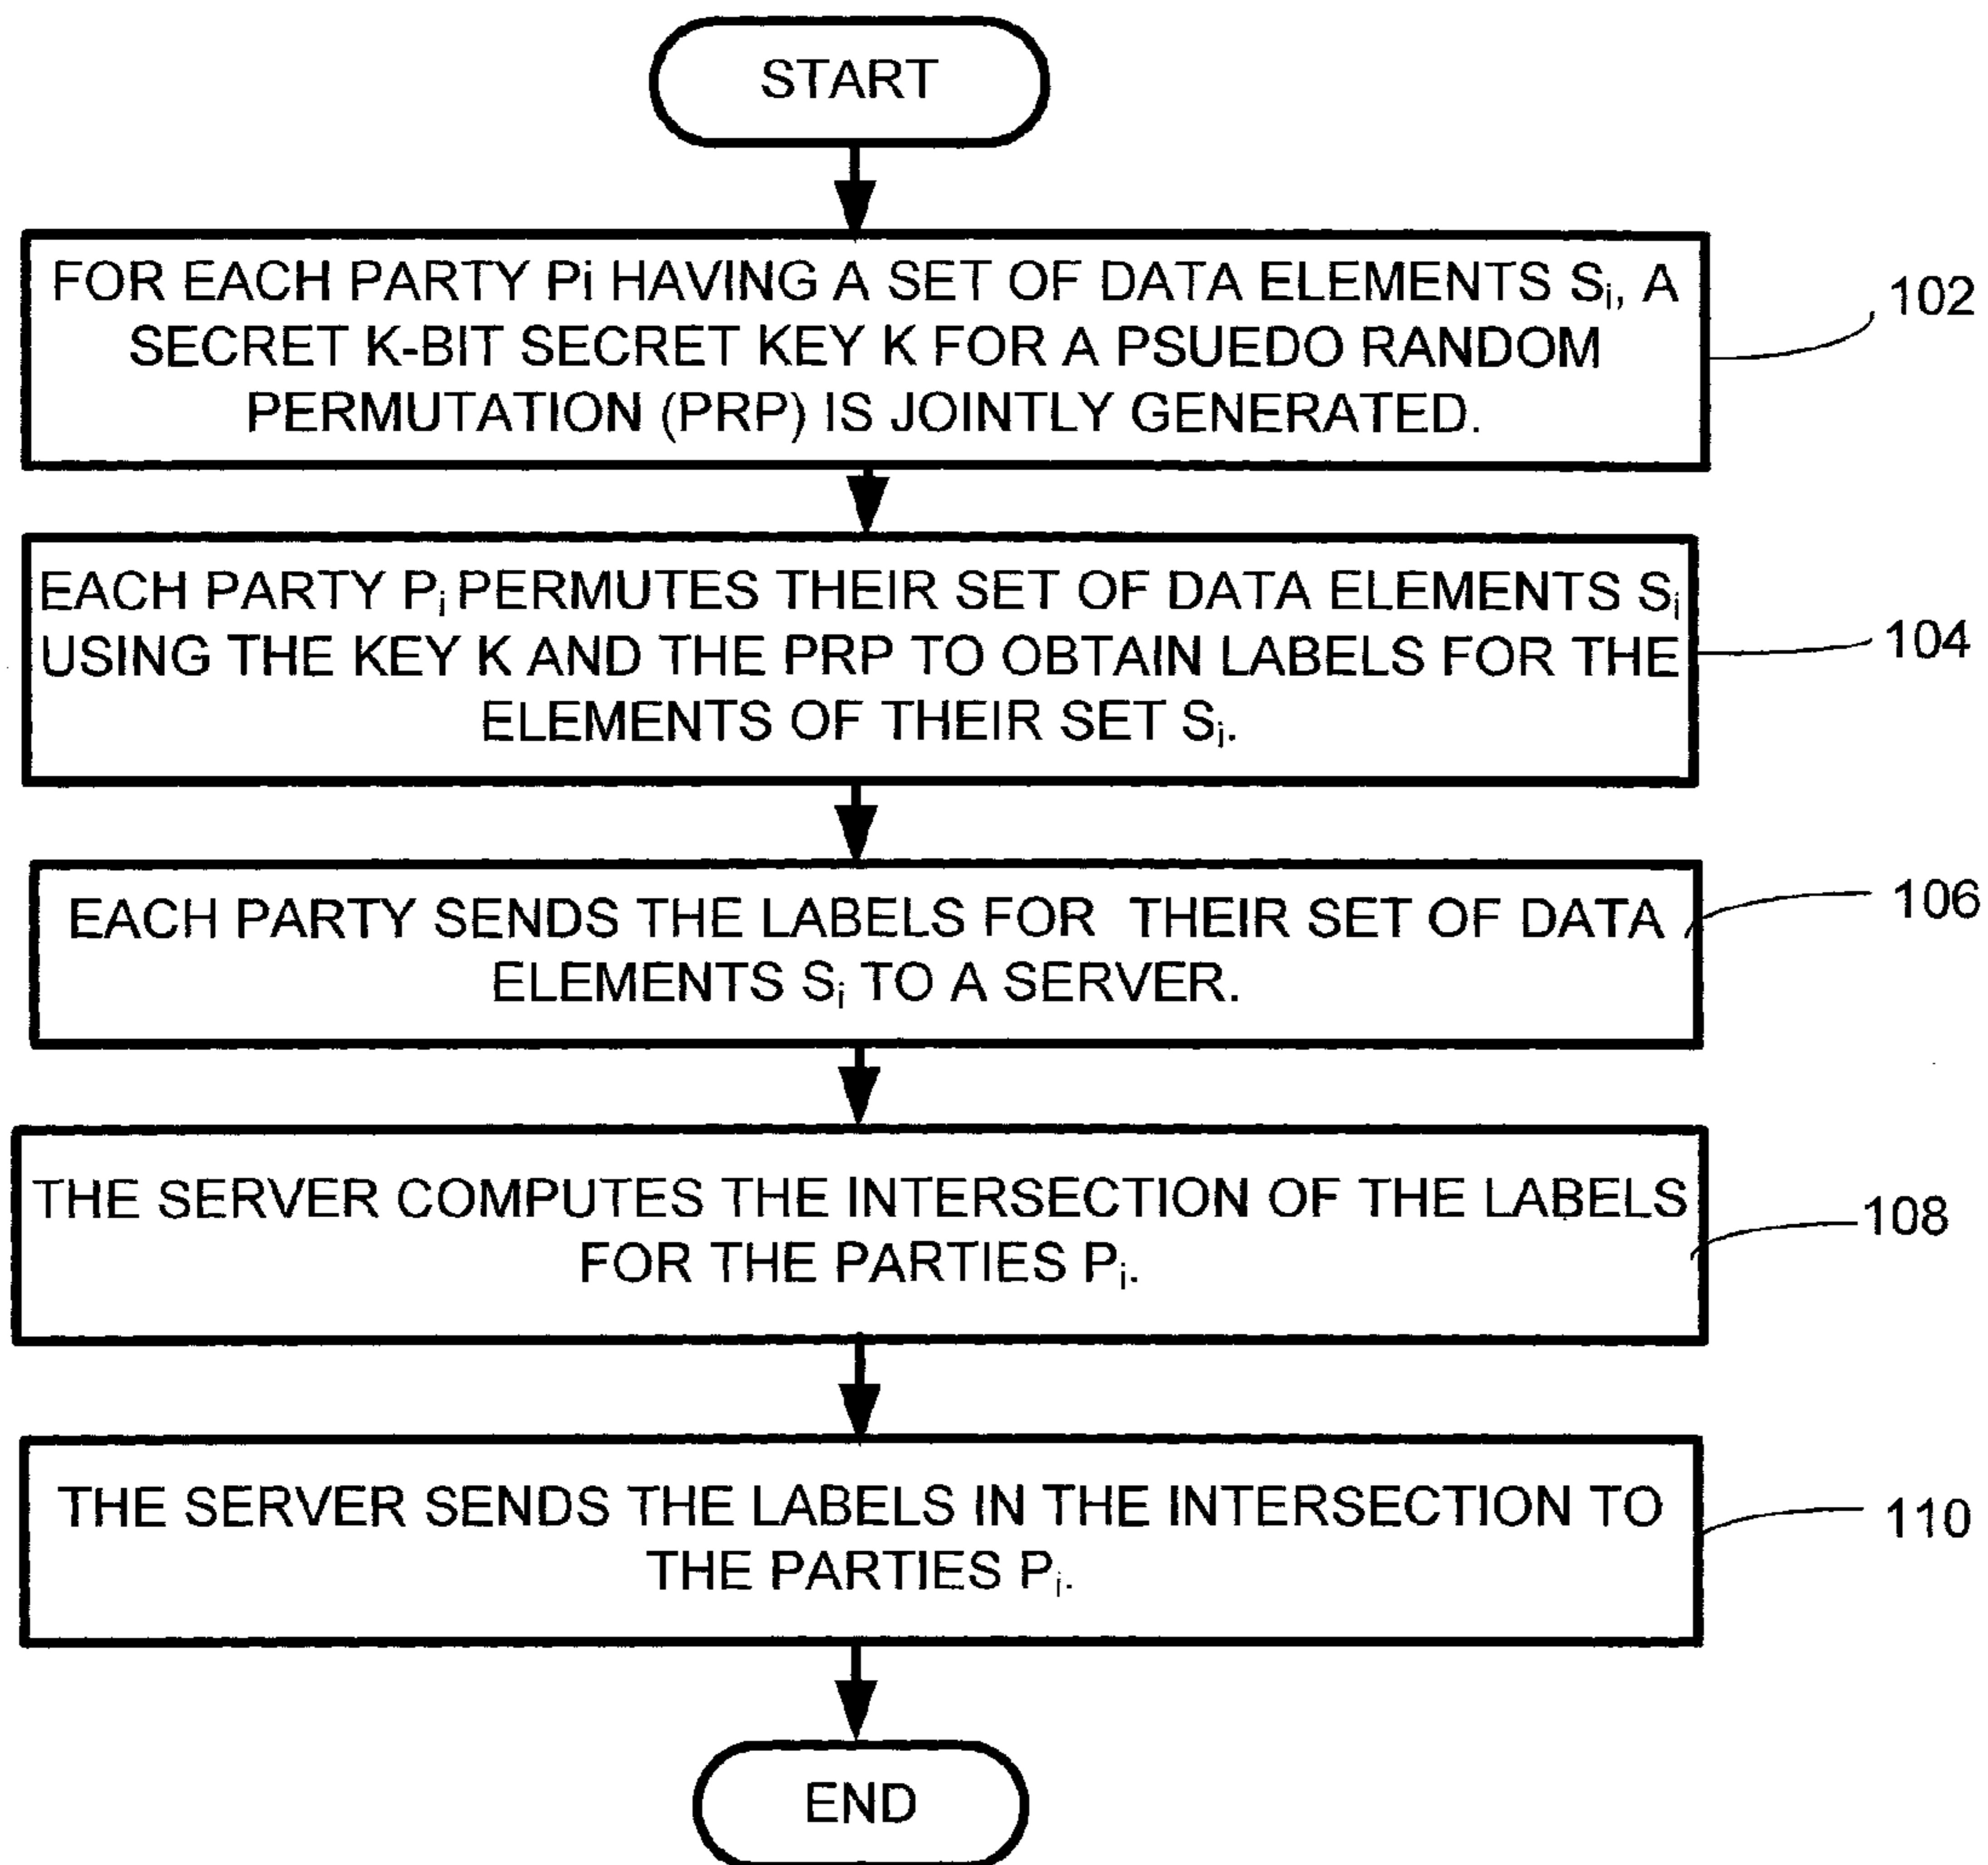 START
FOR EACH PARTY Pi HAVING A SET OF DATA ELEMENTS Si, A
SECRET K-BIT SECRET KEY K FOR A PSUEDO RANDOM
PERMUTATION (PRP) IS JOINTLY GENERATED.
102
EACH PARTY Pi PERMUTES THEIR SET OF DATA ELEMENTS Si
USING THE KEY K AND THE PRP TO OBTAIN LABELS FOR THE
ELEMENTS OF THEIR SET Si.
104
EACH PARTY SENDS THE LABELS FOR THEIR SET OF DATA
ELEMENTS Si TO A SERVER.
106
THE SERVER COMPUTES THE INTERSECTION OF THE LABELS
FOR THE PARTIES Pi.
108
THE SERVER SENDS THE LABELS IN THE INTERSECTION TO
THE PARTIES Pi.
110
END